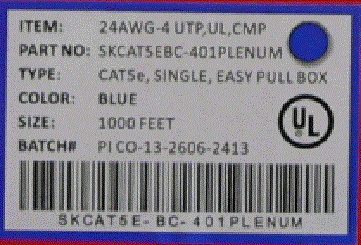 ITEM: 24AWG-4 UTP,UL,CMP
PART NO: SKCAT5EBC-401PLENUM
TYPE: CAT5e, SINGLE, EASY PULL BOX
COLOR: BLUE
SIZE: 1000 FEET
UL
BATCH# PICO-13-2606-2413
SKCAT5E-BC-401PLENUM